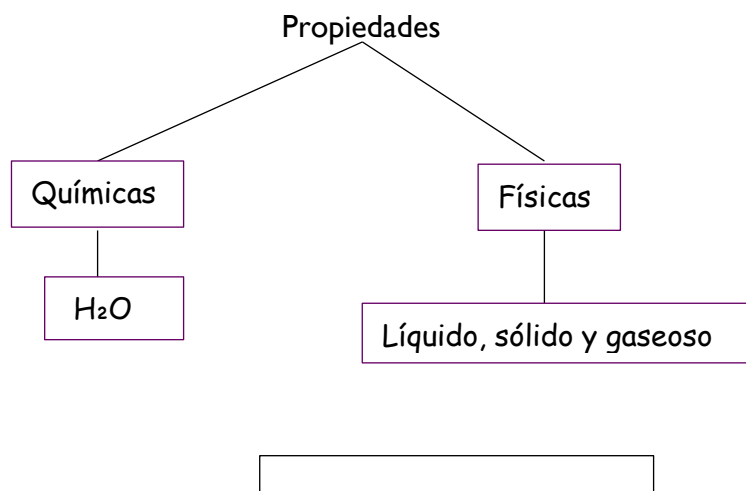 Propiedades
Químicas
Físicas
H₂O
Líquido, sólido y gaseoso